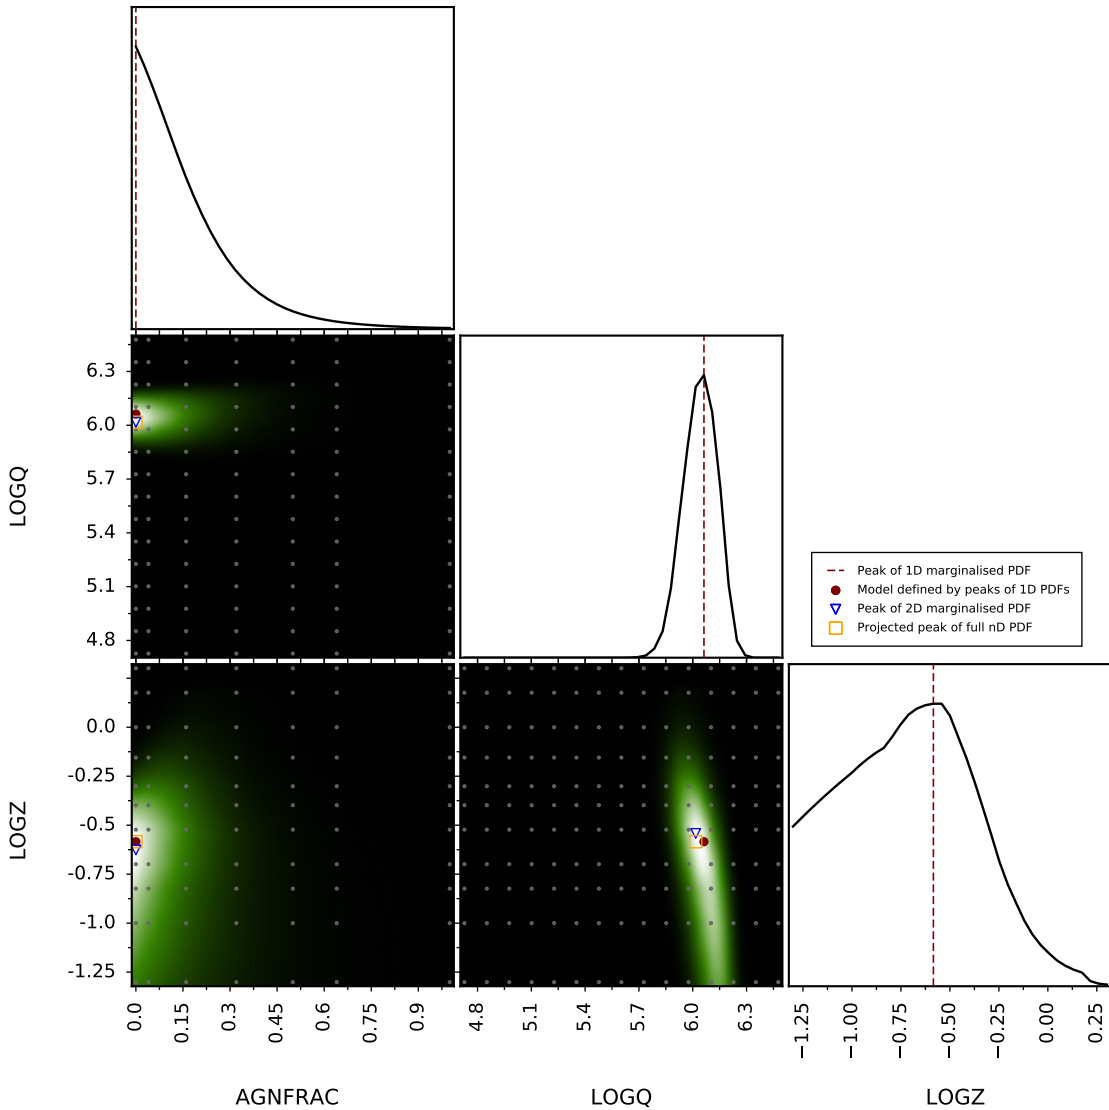 LOGQ
6.3
6.0
5.7
5.4
5.1
4.8
Peak of 1D marginalised PDF
Model defined by peaks of 1D PDFs
Peak of 2D marginalised PDF
Projected peak of full nD PDF
LOGZ
0.0
-0.25
-0.5
-0.75
-1.0
-1.25
0.0 0.15 0.3 0.45 0.6 0.75 0.9
4.8 5.1 5.4 5.7 6.0 6.3
−1.25 −1.00 −0.75 −0.50 −0.25 0.00 0.25
AGNFRAC LOGQ LOGZ